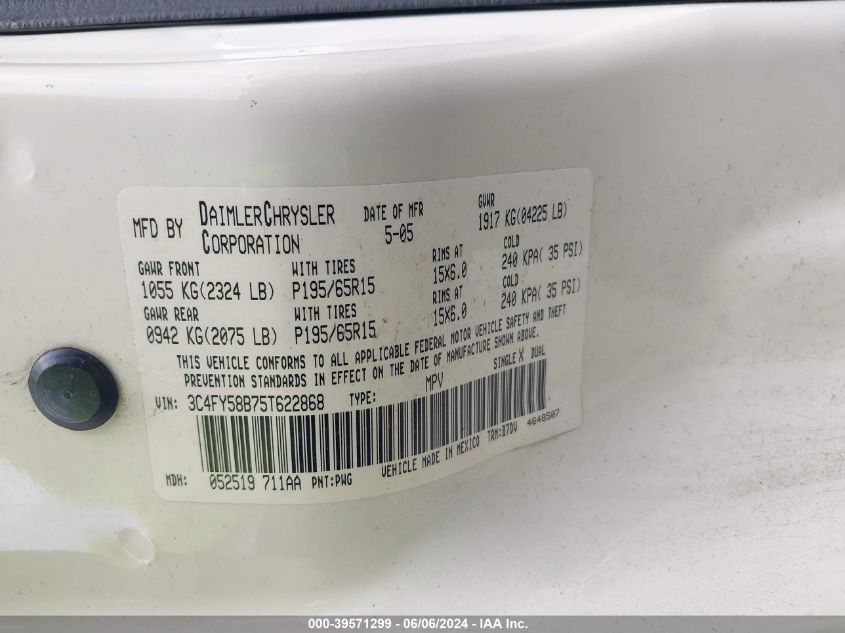 MFD BY DAIMLERCHRYSLER CORPORATION DATE OF MFR 5-05 GVWR 1917 KG(04225 LB)
GAWR FRONT WITH TIRES RIMS AT COLD
1055 KG(2324 LB) P195/65R15 15X6.0 240 KPA( 35 PSI)
GAWR REAR WITH TIRES RIMS AT COLD
0942 KG(2075 LB) P195/65R15 15X6.0 240 KPA( 35 PSI)
THIS VEHICLE CONFORMS TO ALL APPLICABLE FEDERAL MOTOR VEHICLE SAFETY AND THEFT
PREVENTION STANDARDS IN EFFECT ON THE DATE OF MANUFACTURE SHOWN ABOVE.
VIN: 3C4FY58B75T622868 TYPE: MPV SINGLE X DUAL
VEHICLE MADE IN MEXICO TRM:B7DV 4648507
MDH: 052519 711AA PNT:PWG
000-39571299 - 06/06/2024 - IAA Inc.